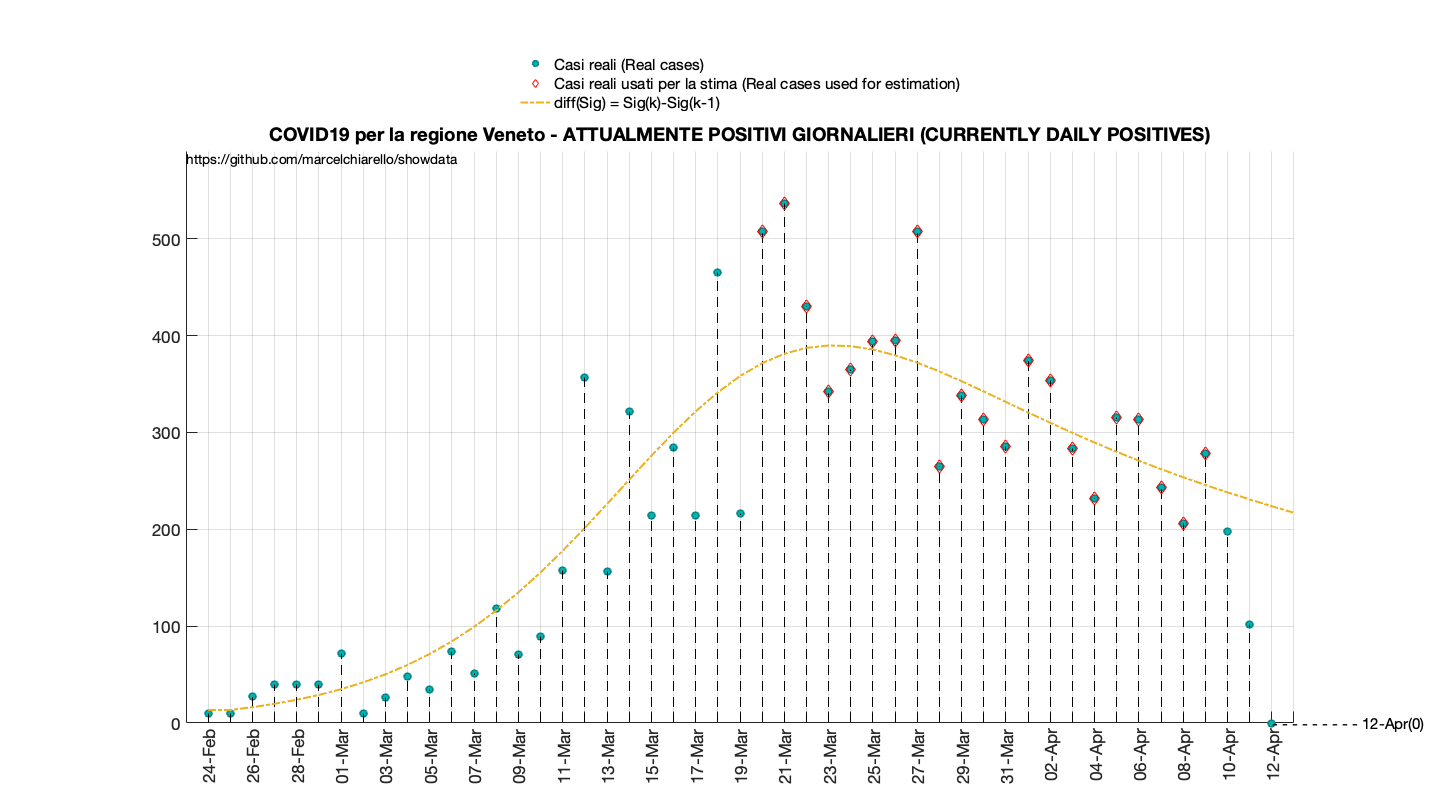 Casi reali (Real cases)
Casi reali usati per la stima (Real cases used for estimation)
diff(Sig) = Sig(k)-Sig(k-1)
COVID19 per la regione Veneto - ATTUALMENTE POSITIVI GIORNALIERI (CURRENTLY DAILY POSITIVES)
https://github.com/marcelchiarello/showdata
500
400
300
200
100
0
12-Apr(0)
24-Feb
26-Feb
28-Feb
01-Mar
03-Mar
05-Mar
07-Mar
09-Mar
11-Mar
13-Mar
15-Mar
17-Mar
19-Mar
21-Mar
23-Mar
25-Mar
27-Mar
29-Mar
31-Mar
02-Apr
04-Apr
06-Apr
08-Apr
10-Apr
12-Apr